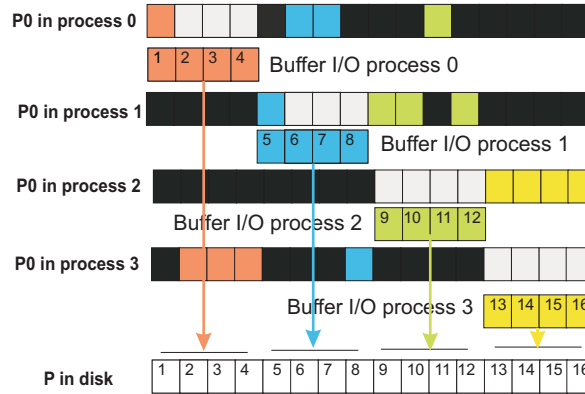 P0 in process 0
1 2 3 4 Buffer I/O process 0
P0 in process 1
5 6 7 8 Buffer I/O process 1
P0 in process 2
Buffer I/O process 2 9 10 11 12
P0 in process 3
Buffer I/O process 3 13 14 15 16
P in disk 1 2 3 4 5 6 7 8 9 10 11 12 13 14 15 16